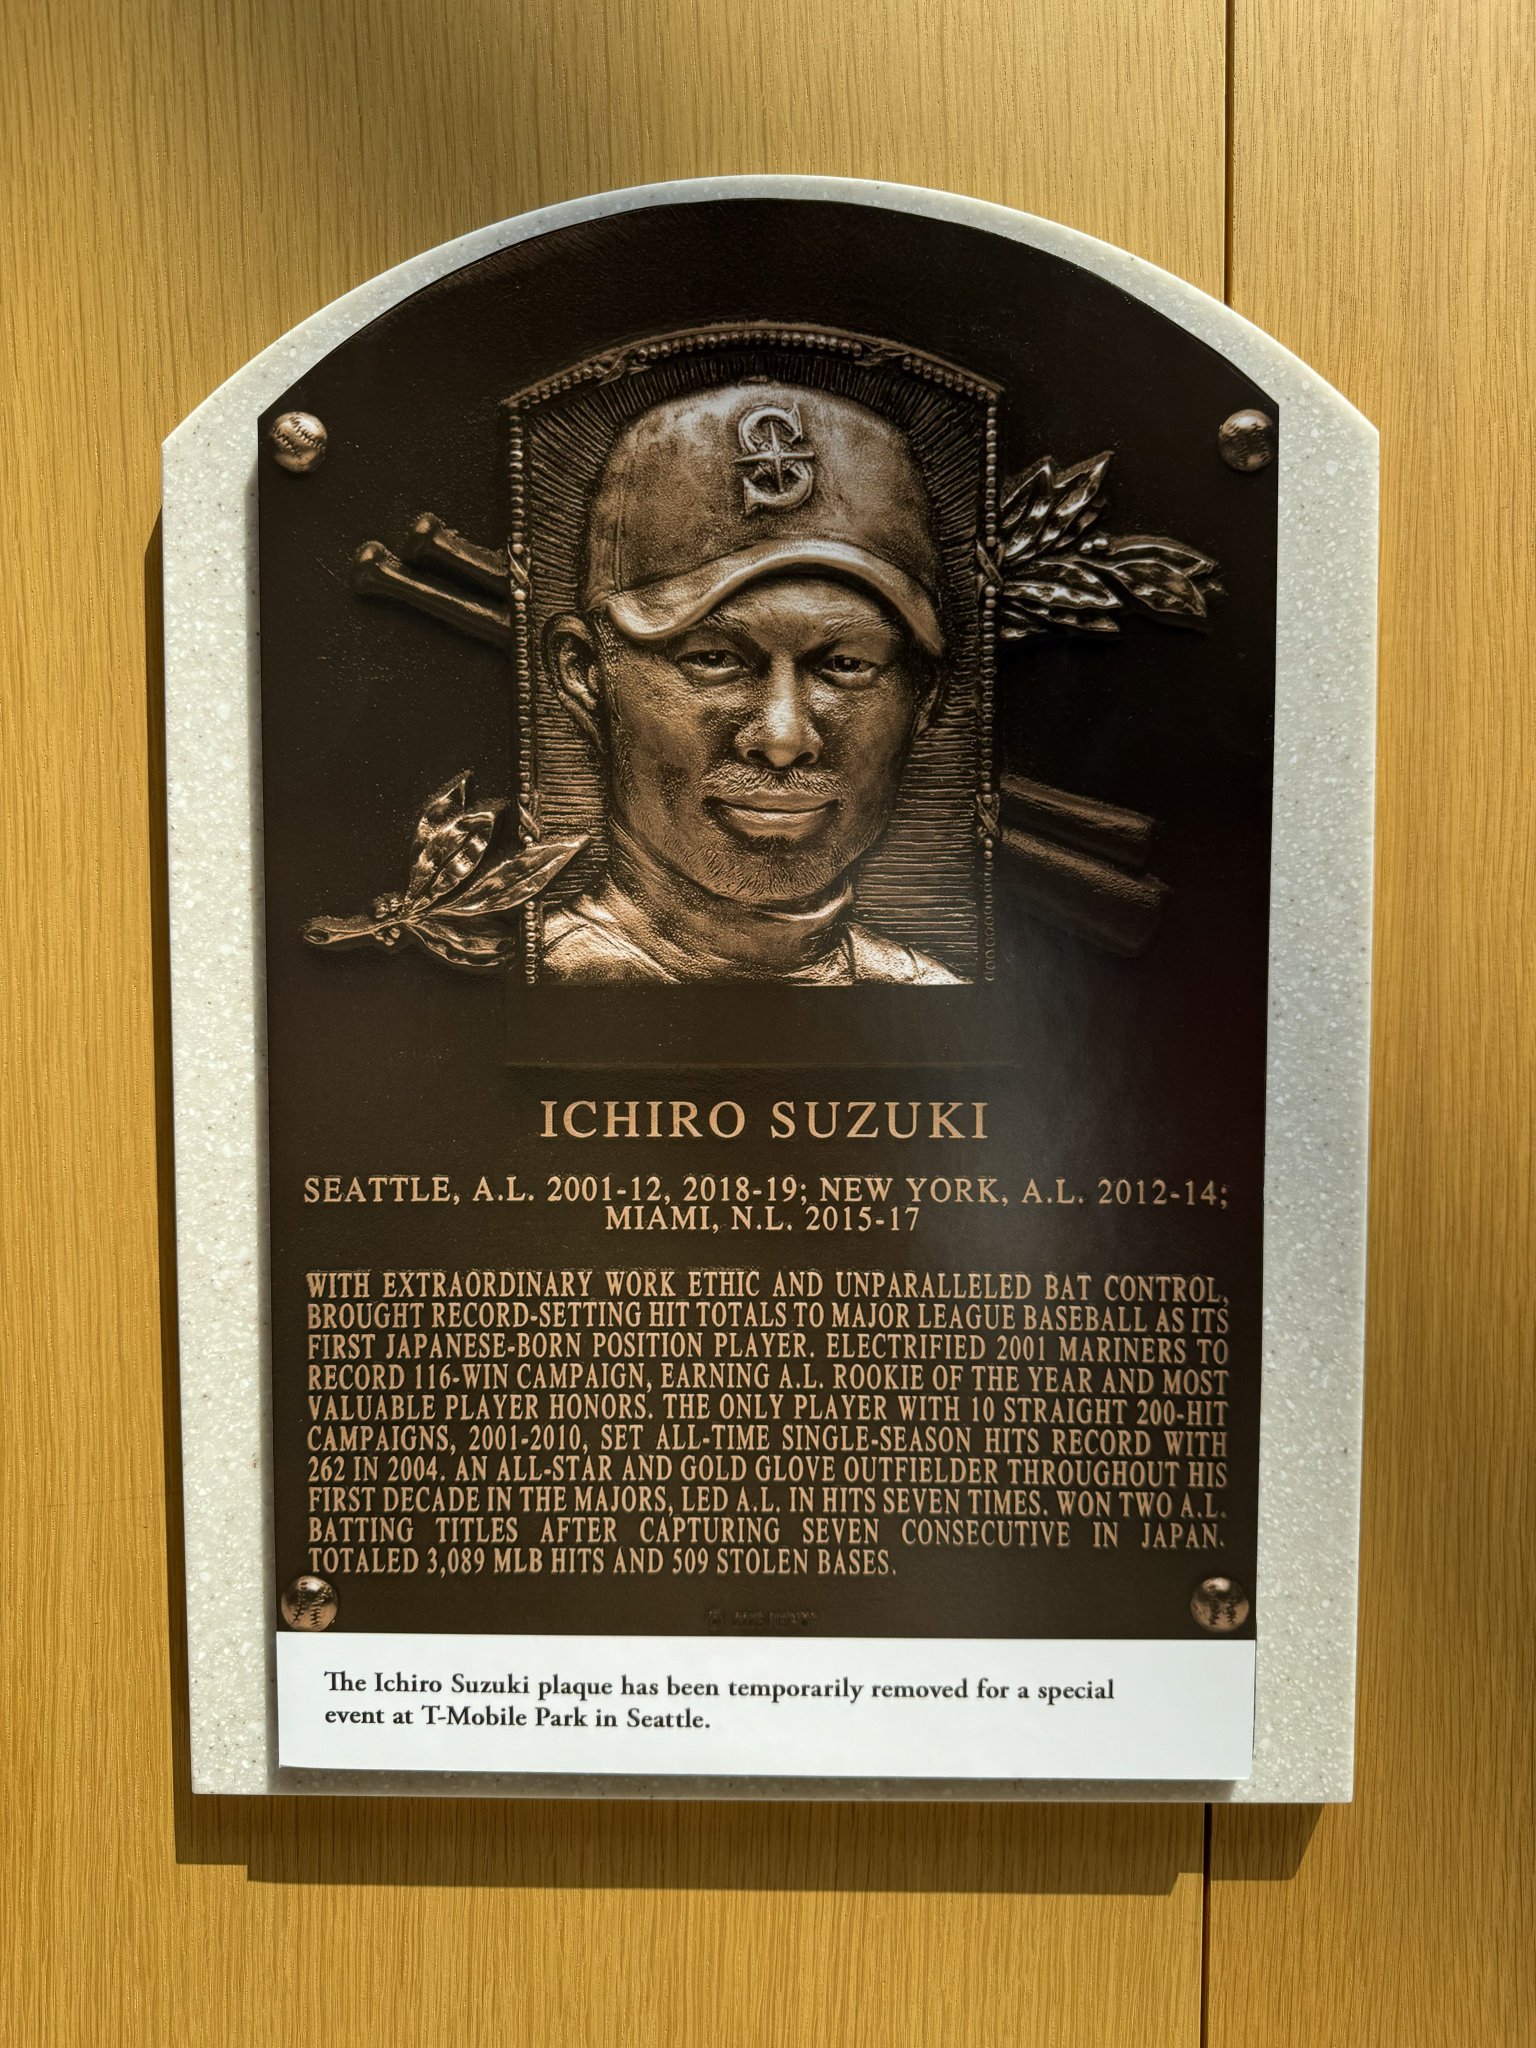 S
ICHIRO SUZUKI
SEATTLE, A.L. 2001-12, 2018-19; NEW YORK, A.L. 2012-14;
MIAMI, N.L. 2015-17
WITH EXTRAORDINARY WORK ETHIC AND UNPARALLELED BAT CONTROL,
BROUGHT RECORD-SETTING HIT TOTALS TO MAJOR LEAGUE BASEBALL AS ITS
FIRST JAPANESE-BORN POSITION PLAYER. ELECTRIFIED 2001 MARINERS TO
RECORD 116-WIN CAMPAIGN, EARNING A.L. ROOKIE OF THE YEAR AND MOST
VALUABLE PLAYER HONORS. THE ONLY PLAYER WITH 10 STRAIGHT 200-HIT
CAMPAIGNS, 2001-2010, SET ALL-TIME SINGLE-SEASON HITS RECORD WITH
262 IN 2004. AN ALL-STAR AND GOLD GLOVE OUTFIELDER THROUGHOUT HIS
FIRST DECADE IN THE MAJORS, LED A.L. IN HITS SEVEN TIMES. WON TWO A.L.
BATTING TITLES AFTER CAPTURING SEVEN CONSECUTIVE IN JAPAN.
TOTALED 3,089 MLB HITS AND 509 STOLEN BASES.
The Ichiro Suzuki plaque has been temporarily removed for a special
event at T-Mobile Park in Seattle.